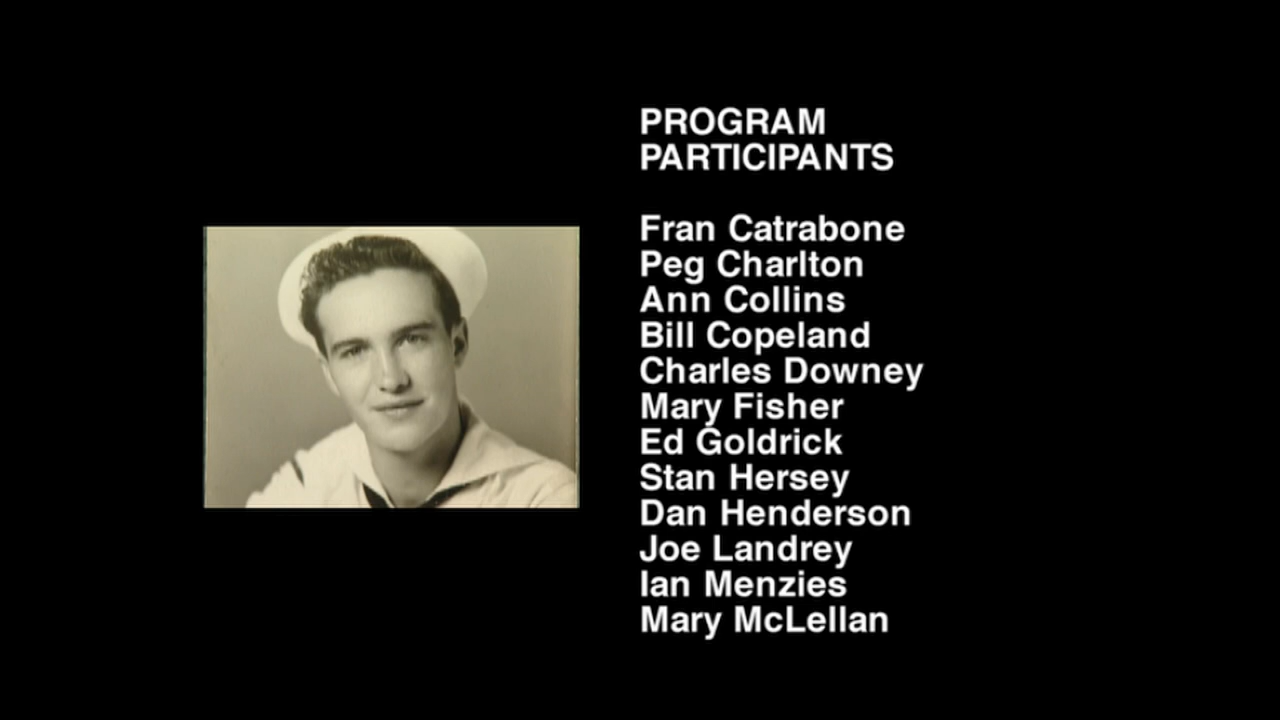 PROGRAM
PARTICIPANTS
Fran Catrabone
Peg Charlton
Ann Collins
Bill Copeland
Charles Downey
Mary Fisher
Ed Goldrick
Stan Hersey
Dan Henderson
Joe Landrey
Ian Menzies
Mary McLellan